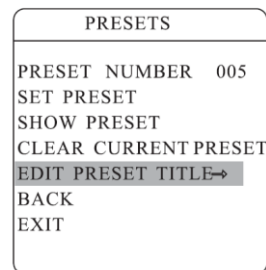 PRESETS
PRESET NUMBER 005
SET PRESET
SHOW PRESET
CLEAR CURRENT PRESET
EDIT PRESET TITLE→
BACK
EXIT